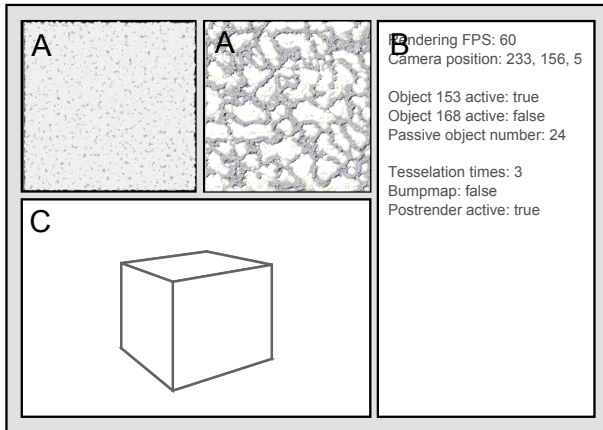 A
A
B
Rendering FPS: 60
Camera position: 233, 156, 5
Object 153 active: true
Object 168 active: false
Passive object number: 24
Tesselation times: 3
Bumpmap: false
Postrender active: true
C